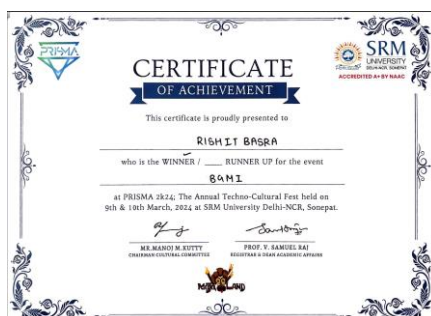 PRISMA
SRM
UNIVERSITY
DELHI-NCR, SONEPAT
ACCREDITED A+ BY NAAC
CERTIFICATE
OF ACHIEVEMENT
This certificate is proudly presented to
RISHIT BASRA
who is the WINNER / ____ RUNNER UP for the event
BGMI
at PRISMA 2k24; The Annual Techno-Cultural Fest held on
9th & 10th March, 2024 at SRM University Delhi-NCR, Sonepat.
MR.MANOJ M.KUTTY
CHAIRMAN CULTURAL COMMITTEE
PROF. V. SAMUEL RAJ
REGISTRAR & DEAN ACADEMIC AFFAIRS